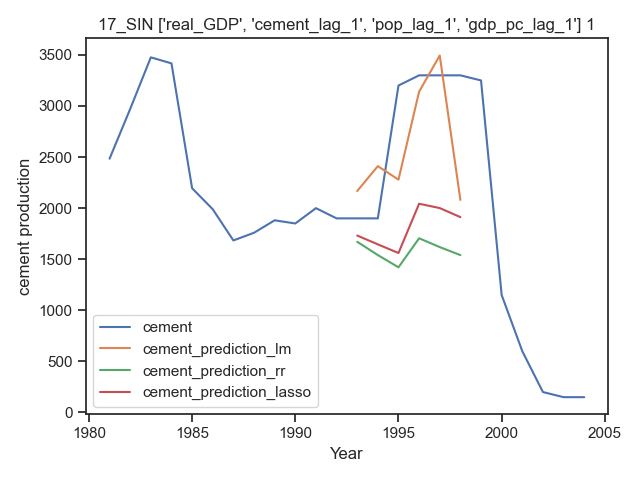 17_SIN ['real_GDP', 'cement_lag_1', 'pop_lag_1', 'gdp_pc_lag_1'] 1
3500
3000
2500
2000
1500
1000
500
0
cement production
cement
cement_prediction_lm
cement_prediction_rr
cement_prediction_lasso
1980 1985 1990 1995 2000 2005
Year